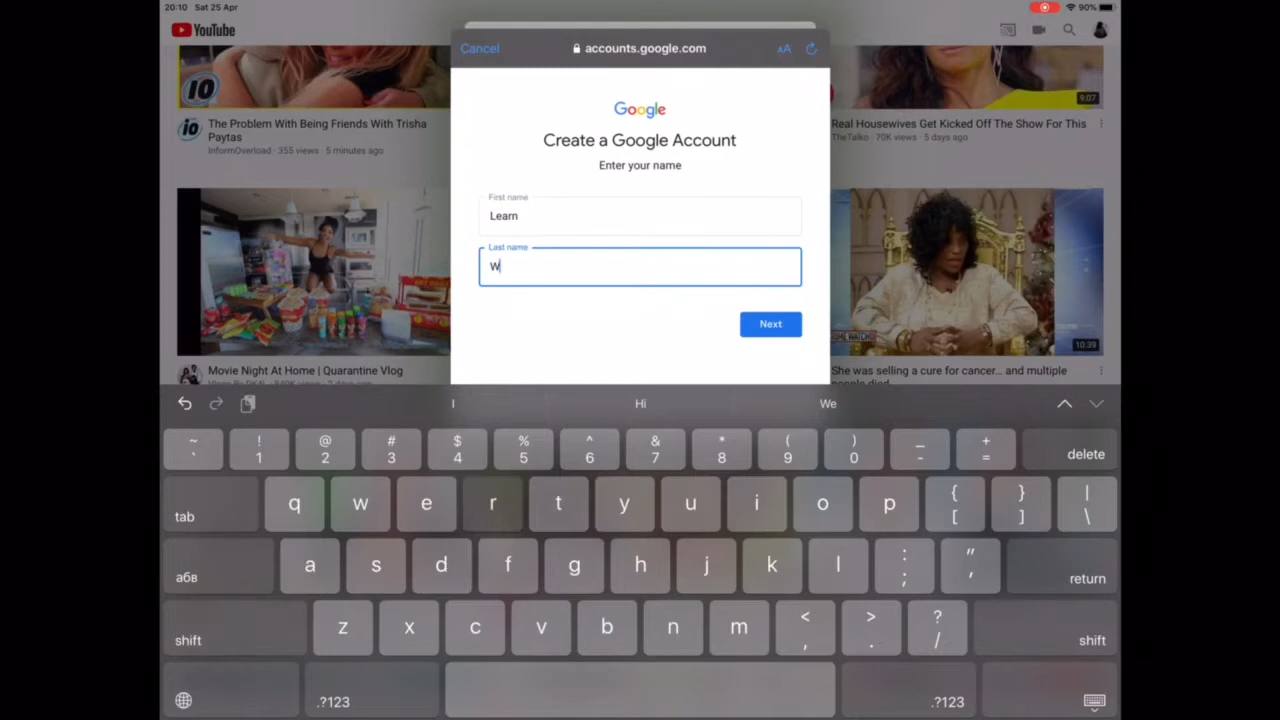 20:10 Sat 25 Apr
90%
YouTube
Cancel
accounts.google.com
AA
Google
Create a Google Account
Enter your name
First name
Learn
Last name
W
Next
io
The Problem With Being Friends With Trisha
Paytas
InformOverload · 355 views · 5 minutes ago
9:07
Real Housewives Get Kicked Off The Show For This
TheTalko · 70K views · 5 days ago
Movie Night At Home | Quarantine Vlog
10:39
She was selling a cure for cancer... and multiple
people died
I Hi We
~ ! @ # $ % ^ & * ( ) _ +
` 1 2 3 4 5 6 7 8 9 0 - = delete
tab q w e r t y u i o p { [ } ] | \
абв a s d f g h j k l : ; " ' return
shift z x c v b n m < , > . ? / shift
.?123 .?123